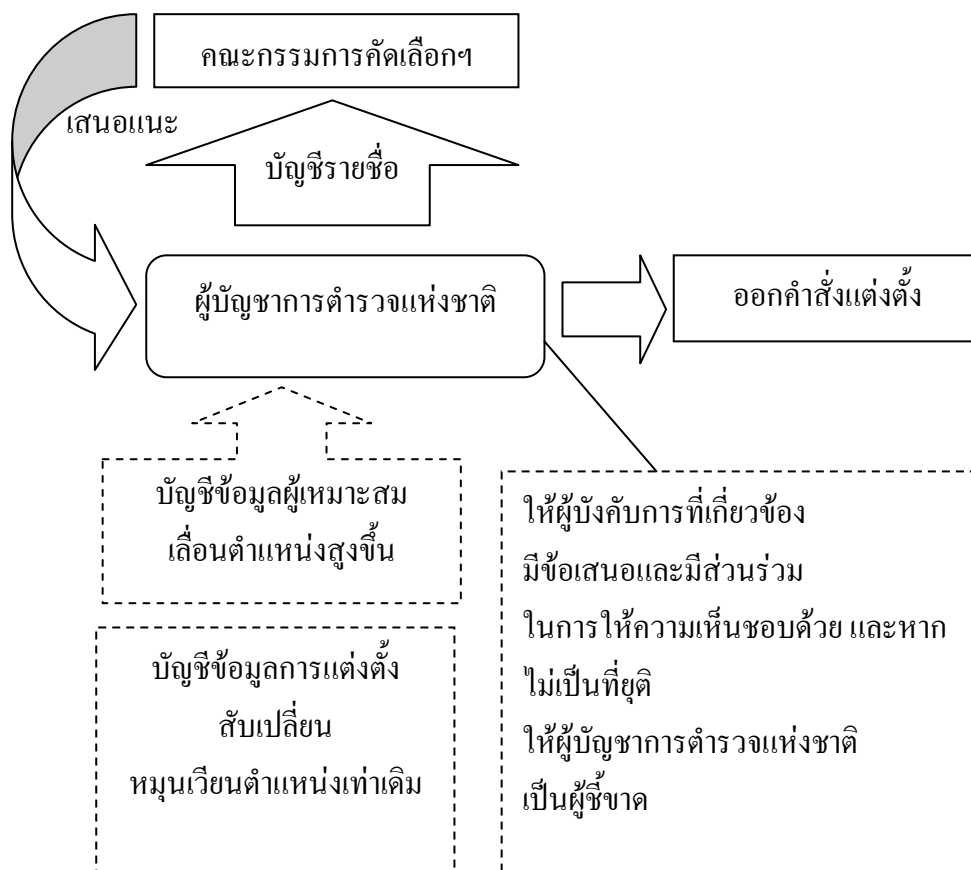 คณะกรรมการคัดเลือกฯ
เสนอแนะ
บัญชีรายชื่อ
ผู้บัญชาการตำรวจแห่งชาติ
ออกคำสั่งแต่งตั้ง
บัญชีข้อมูลผู้เหมาะสม
เลื่อนตำแหน่งสูงขึ้น
บัญชีข้อมูลการแต่งตั้ง
สับเปลี่ยน
หมุนเวียนตำแหน่งเท่าเดิม
ให้ผู้บังคับการที่เกี่ยวข้อง
มีข้อเสนอและมีส่วนร่วม
ในการให้ความเห็นชอบด้วย และหาก
ไม่เป็นที่ยุติ
ให้ผู้บัญชาการตำรวจแห่งชาติ
เป็นผู้ชี้ขาด